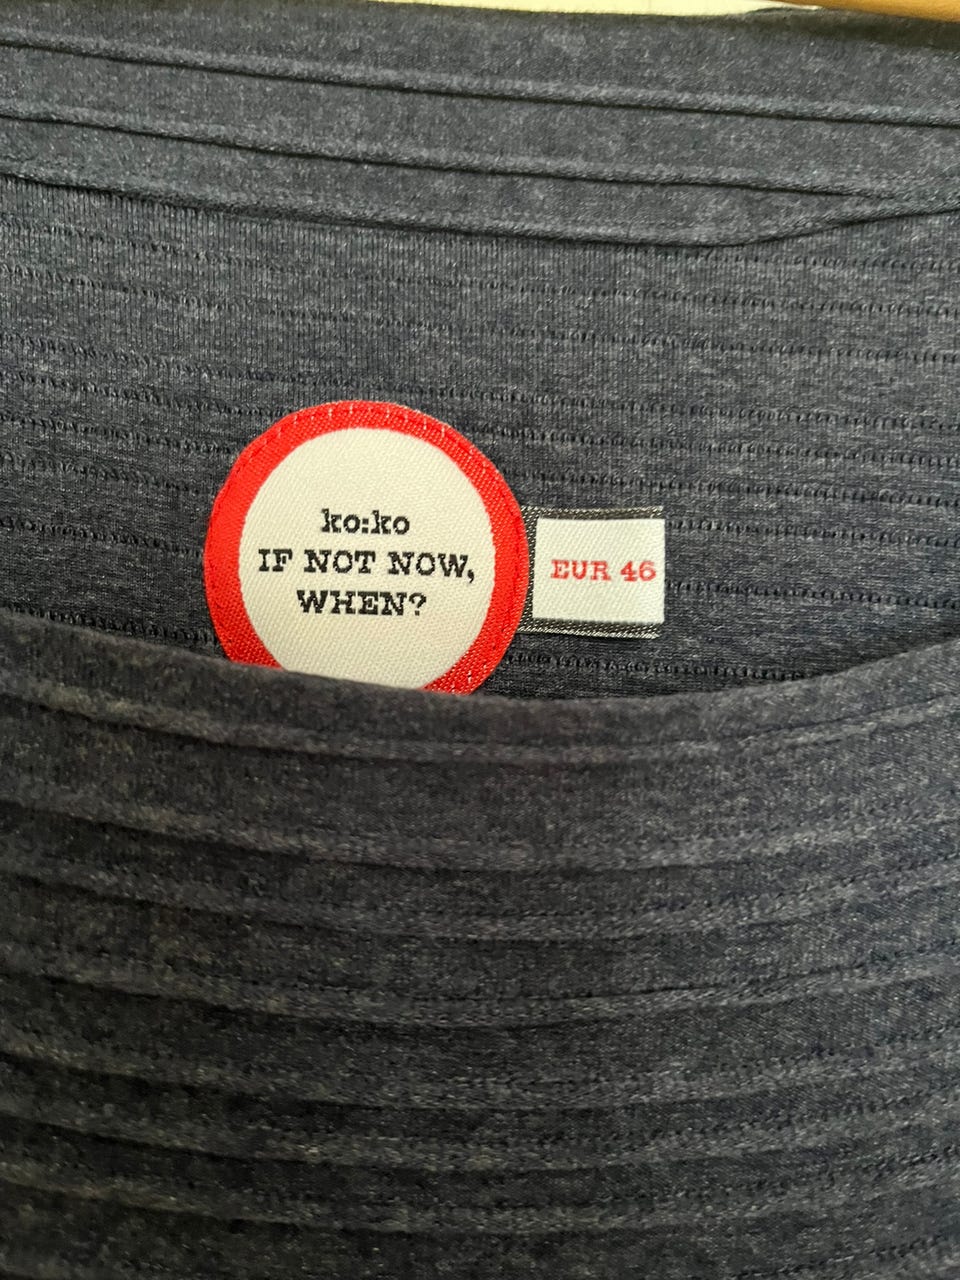 ko:ko
IF NOT NOW,
WHEN?
EUR 46